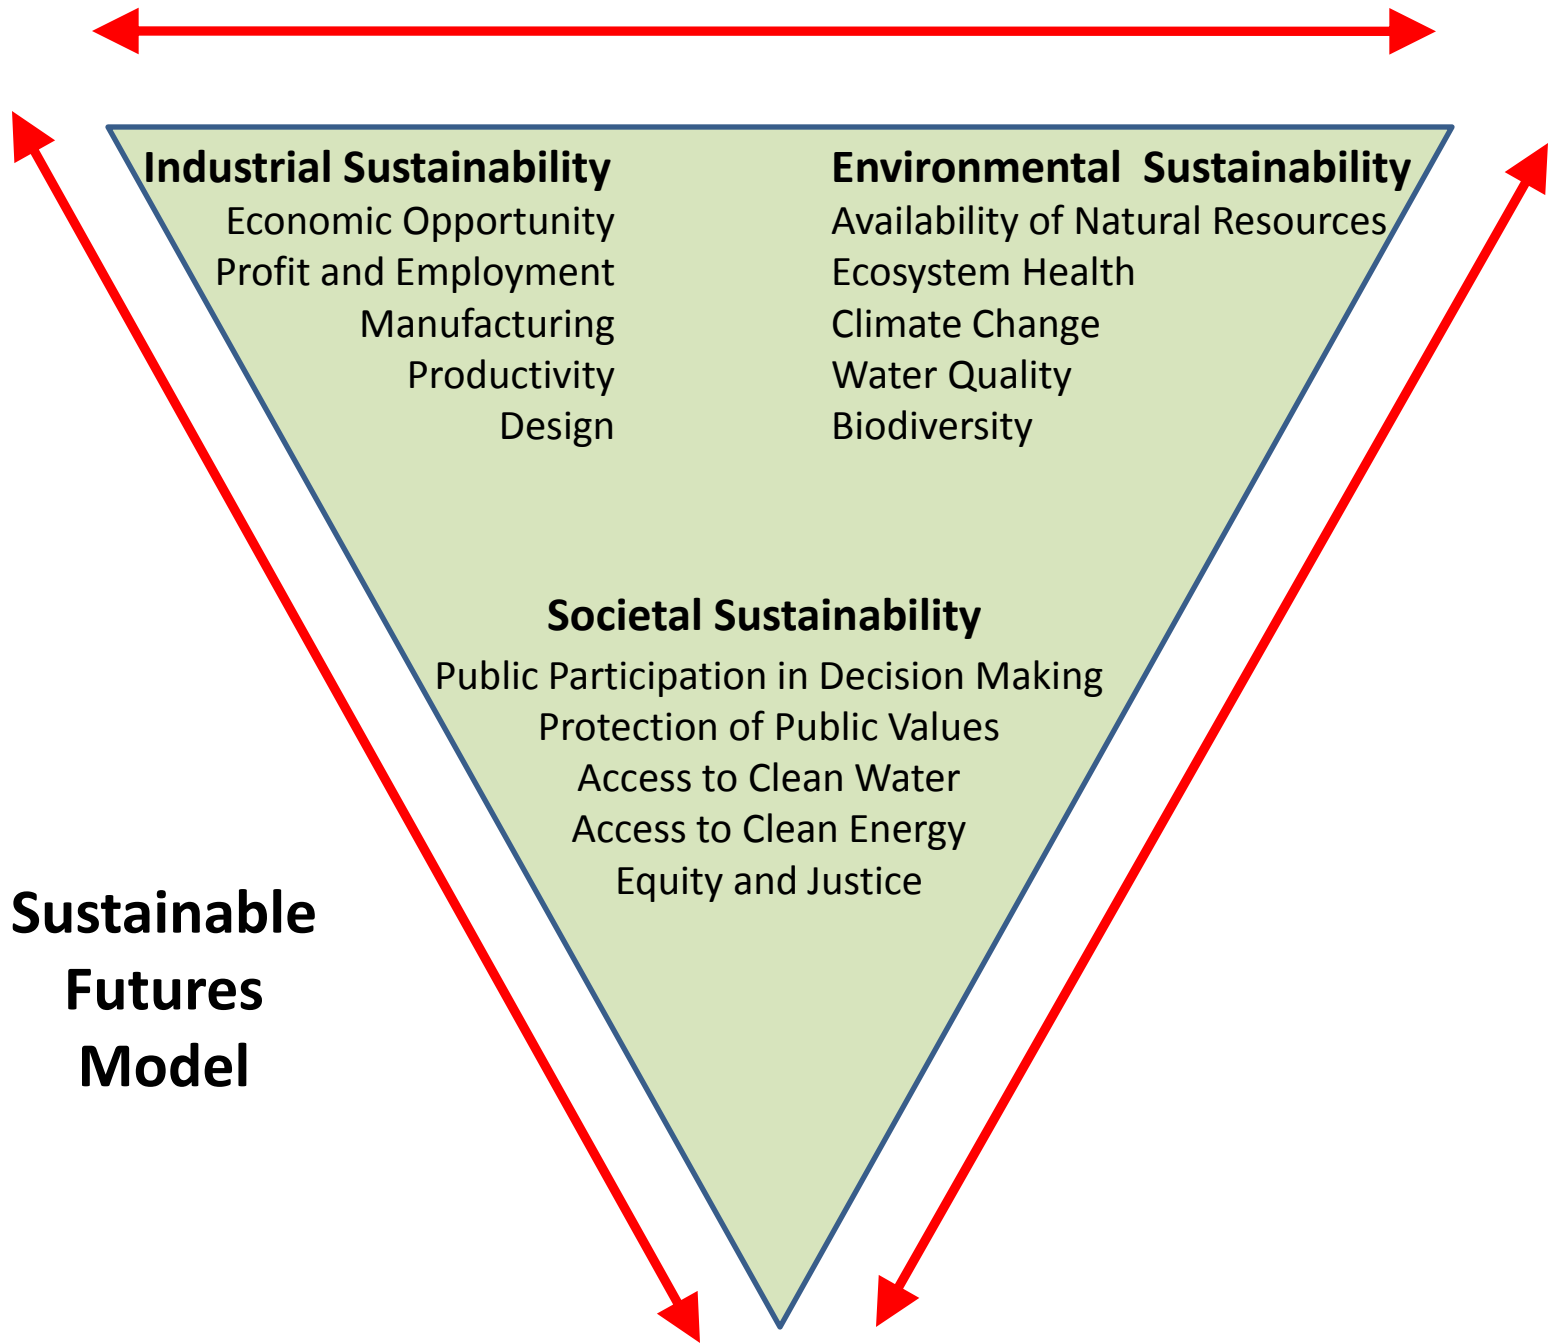 Industrial Sustainability
Economic Opportunity
Profit and Employment
Manufacturing
Productivity
Design
Environmental  Sustainability
Availability of Natural Resources
Ecosystem Health
Climate Change
Water Quality
Biodiversity
Societal Sustainability
Public Participation in Decision Making
Protection of Public Values
Access to Clean Water
Access to Clean Energy
Equity and Justice
Sustainable
Futures
Model